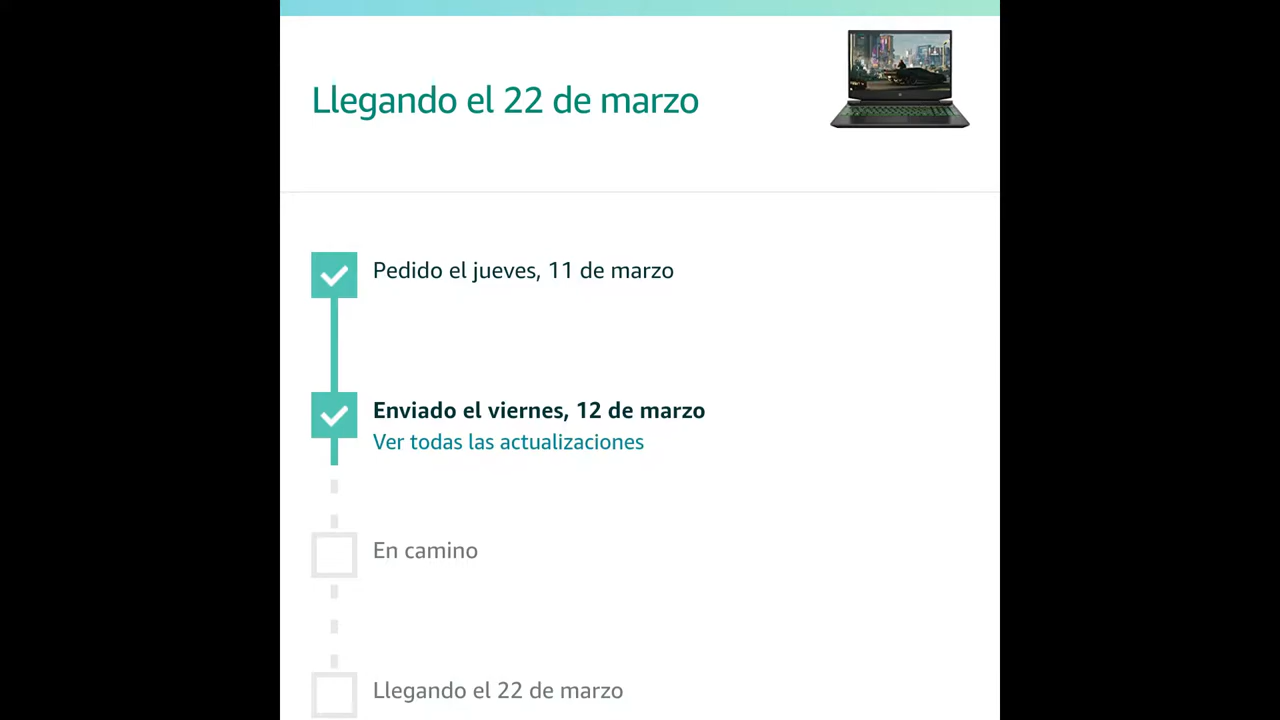 Llegando el 22 de marzo
Pedido el jueves, 11 de marzo
Enviado el viernes, 12 de marzo
Ver todas las actualizaciones
En camino
Llegando el 22 de marzo